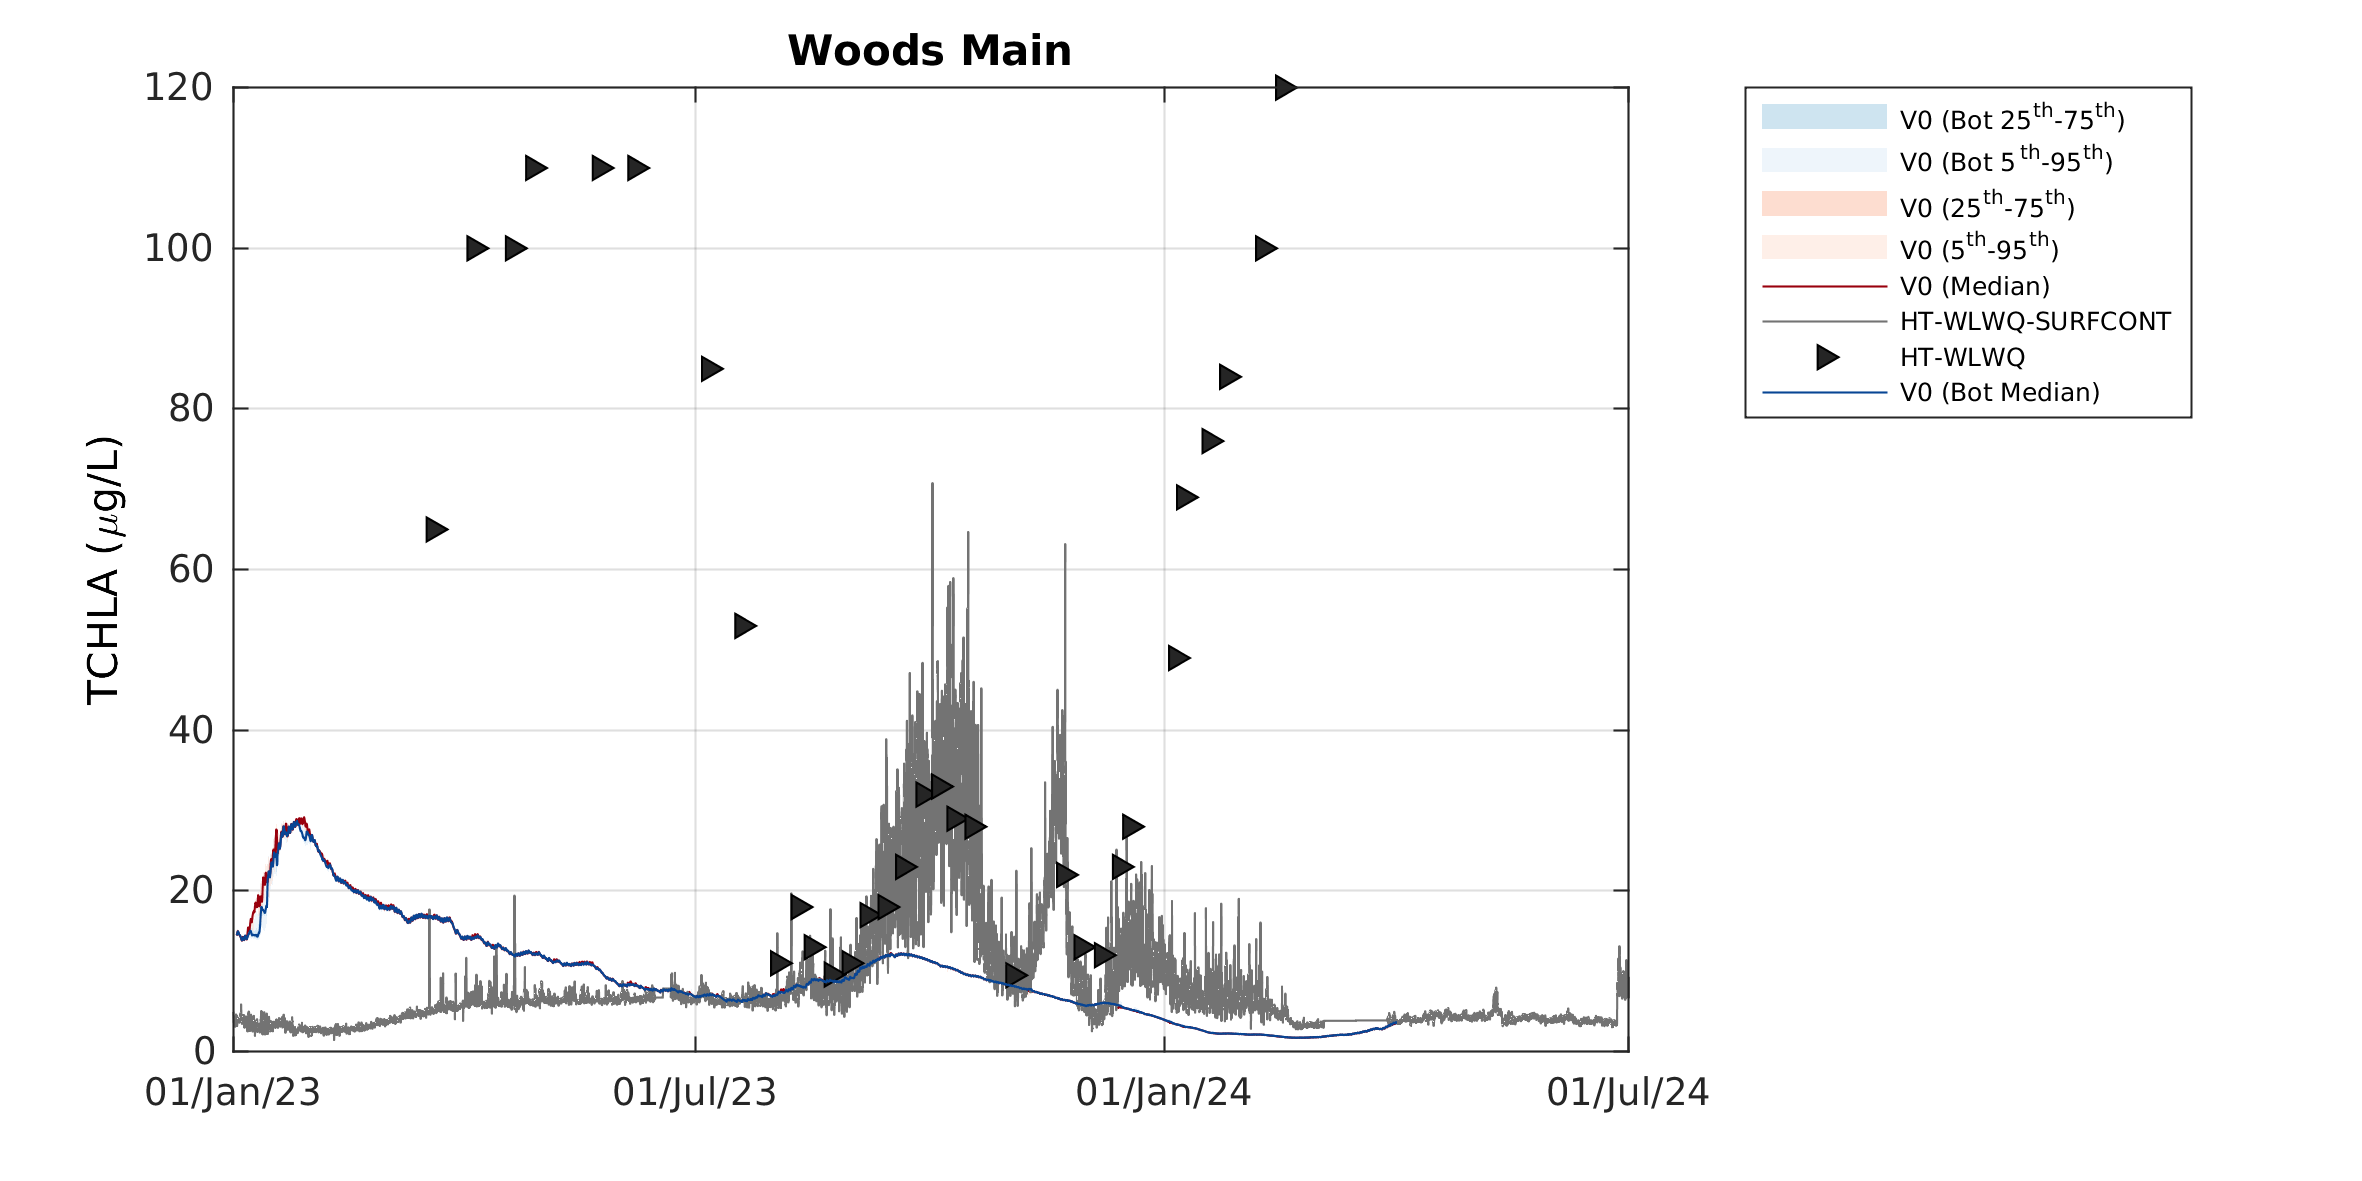 Woods Main
120
100
80
60
40
20
0
TCHLA (μg/L)
01/Jan/23
01/Jul/23
01/Jan/24
01/Jul/24
V0 (Bot 25th-75th)
V0 (Bot 5th-95th)
V0 (25th-75th)
V0 (5th-95th)
V0 (Median)
HT-WLWQ-SURFCONT
HT-WLWQ
V0 (Bot Median)